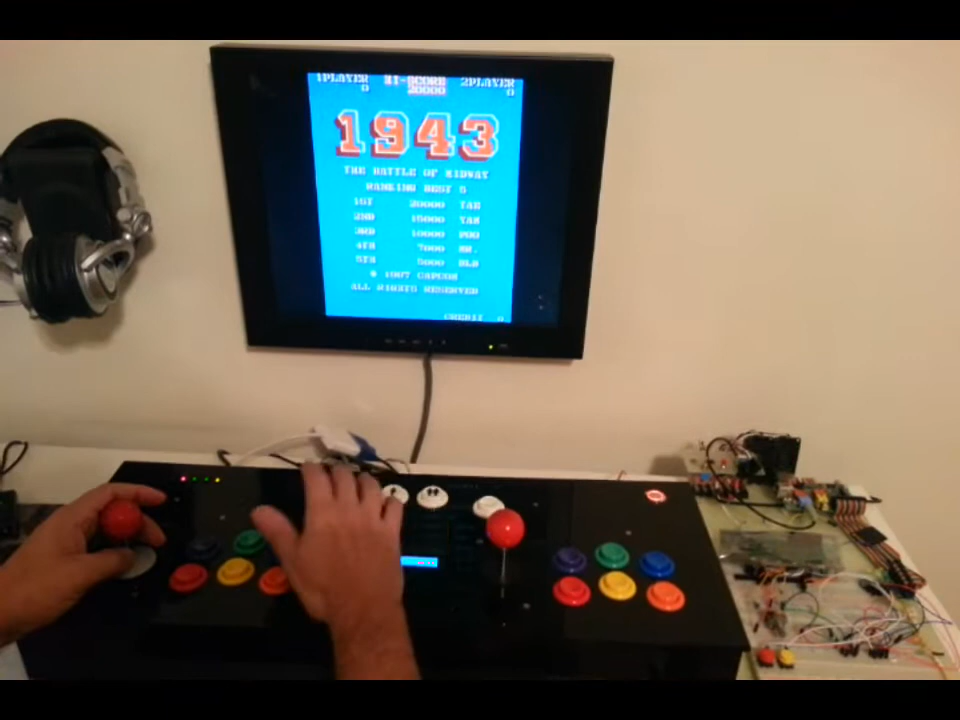 1PLAYER HI-SCORE 2PLAYER
0 20000 0
1943
THE BATTLE OF MIDWAY
RANKING BEST 5
1ST 20000
2ND 15000
3RD 10000
4TH 7000
5TH 5000
© 1987 CAPCOM
ALL RIGHTS RESERVED
CREDIT 0